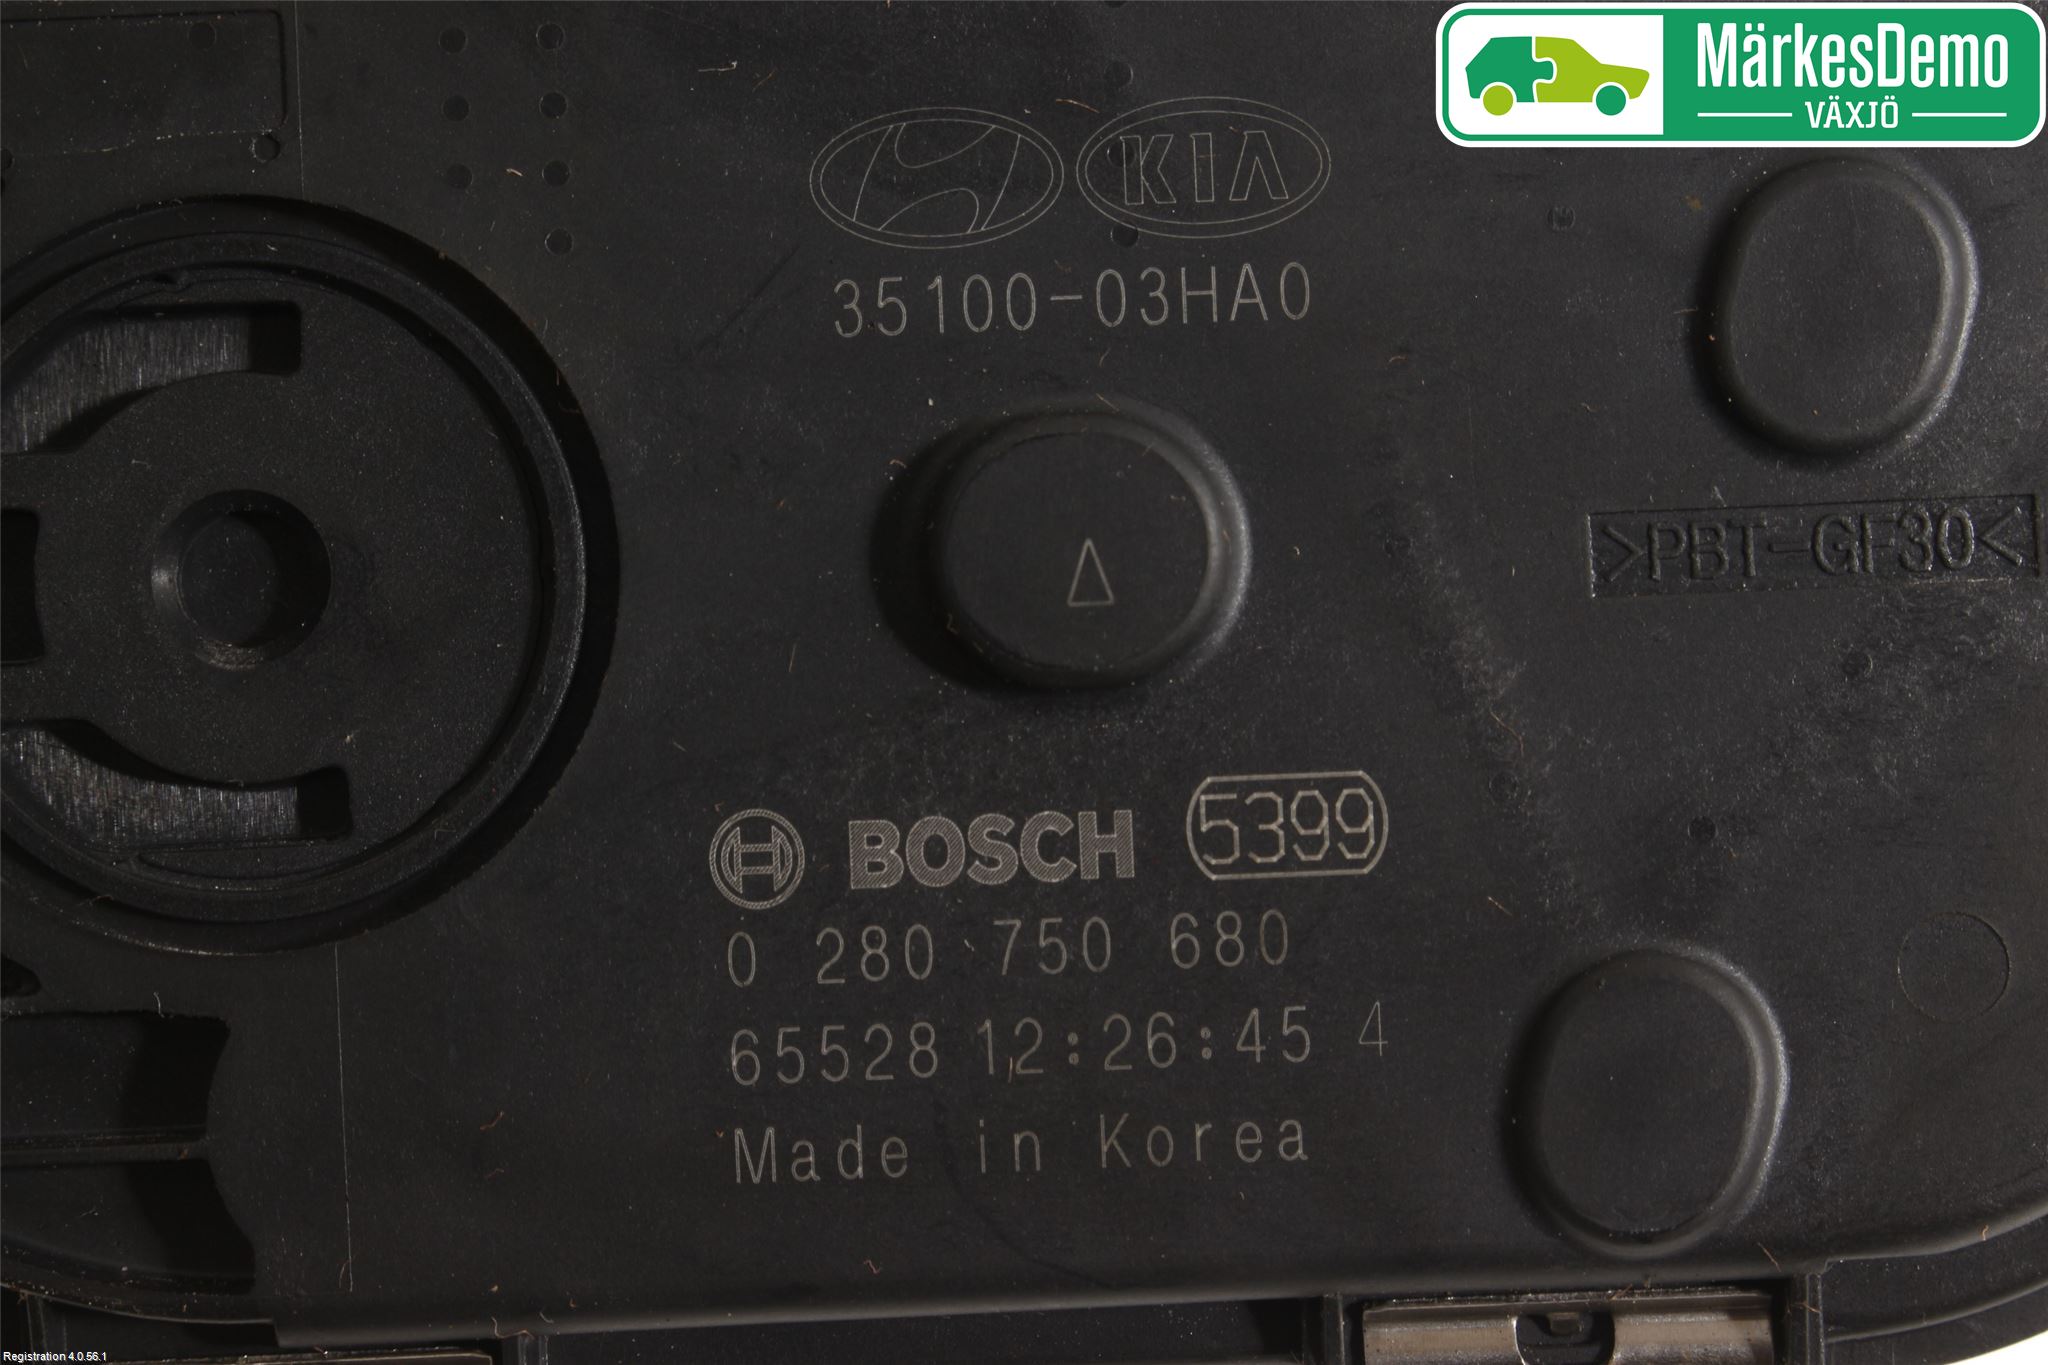 MärkesDemo
VÄXJÖ
KIA
35100-03HA0
>PBT-GF30<
BOSCH 5399
0 280 750 680
65528 12:26:45 4
Made in Korea
Registration 4.0.56.1